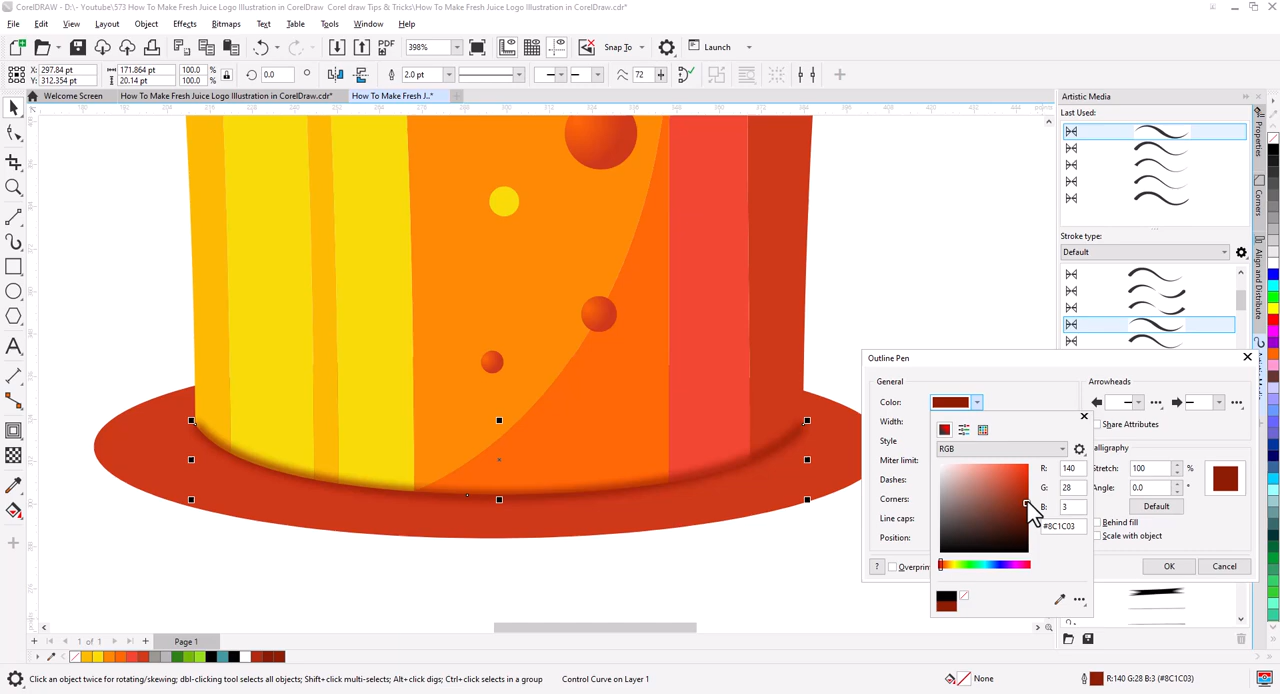 CorelDRAW - D:\- Youtube\573 How To Make Fresh Juice Logo Illustration in CorelDraw Corel draw Tips & Tricks\How To Make Fresh Juice Logo Illustration in CorelDraw.cdr*
File Edit View Layout Object Effects Bitmaps Text Table Tools Window Help
PDF 398% Snap To Launch
X: 297.84 pt 171.864 pt 100.0 %
Y: 312.354 pt 20.14 pt 100.0 % 0.0 ° 2.0 pt 72
Welcome Screen How To Make Fresh Juice Logo Illustration in CorelDraw.cdr* How To Make Fresh J..*
Artistic Media
Last Used:
Properties
Corners
Stroke type:
Default
Align and Distribute
Outline Pen
General
Arrowheads
Color:
Width:
Share Attributes
Style
RGB
alligraphy
Miter limit:
R: 140
Stretch: 100 %
Dashes:
G: 28
Angle: 0.0 °
Corners:
B: 3
Default
Line caps:
#8C1C03
Behind fill
Position:
Scale with object
? Overprin
OK Cancel
1 of 1 Page 1
Click an object twice for rotating/skewing; dbl-clicking tool selects all objects; Shift+click multi-selects; Alt+click digs; Ctrl+click selects in a group Control Curve on Layer 1 None R:140 G:28 B:3 (#8C1C03)